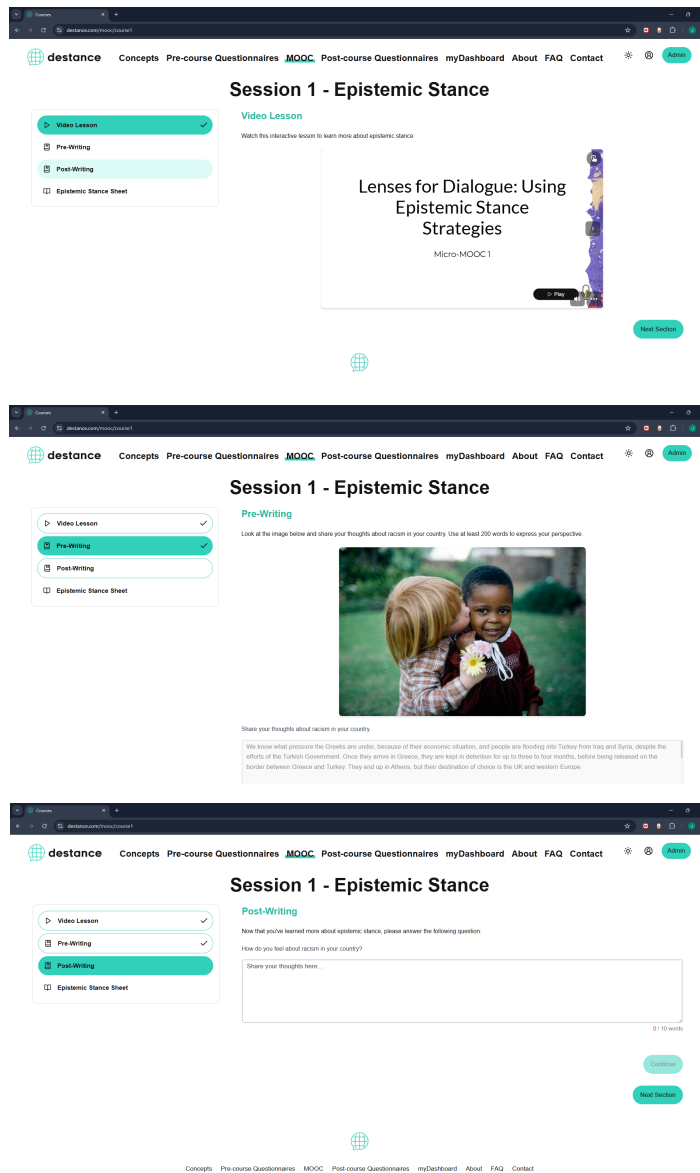 Courses
destance.com/mooc/course1
destance Concepts Pre-course Questionnaires MOOC Post-course Questionnaires myDashboard About FAQ Contact Admin
Session 1 - Epistemic Stance
Video Lesson
Pre-Writing
Post-Writing
Epistemic Stance Sheet
Video Lesson
Watch this interactive lesson to learn more about epistemic stance.
Lenses for Dialogue: Using
Epistemic Stance
Strategies
Micro-MOOC 1
Play
Next Section
Courses
destance.com/mooc/course1
destance Concepts Pre-course Questionnaires MOOC Post-course Questionnaires myDashboard About FAQ Contact Admin
Session 1 - Epistemic Stance
Video Lesson
Pre-Writing
Post-Writing
Epistemic Stance Sheet
Pre-Writing
Look at the image below and share your thoughts about racism in your country. Use at least 200 words to express your perspective.
Share your thoughts about racism in your country
We know what pressure the Greeks are under, because of their economic situation, and people are flooding into Turkey from Iraq and Syria, despite the
efforts of the Turkish Government. Once they arrive in Greece, they are kept in detention for up to three to four months, before being released on the
border between Greece and Turkey. They end up in Athens, but their destination of choice is the UK and western Europe.
Courses
destance.com/mooc/course1
destance Concepts Pre-course Questionnaires MOOC Post-course Questionnaires myDashboard About FAQ Contact Admin
Session 1 - Epistemic Stance
Video Lesson
Pre-Writing
Post-Writing
Epistemic Stance Sheet
Post-Writing
Now that you've learned more about epistemic stance, please answer the following question:
How do you feel about racism in your country?
Share your thoughts here...
0 / 10 words
Continue
Next Section
Concepts Pre-course Questionnaires MOOC Post-course Questionnaires myDashboard About FAQ Contact